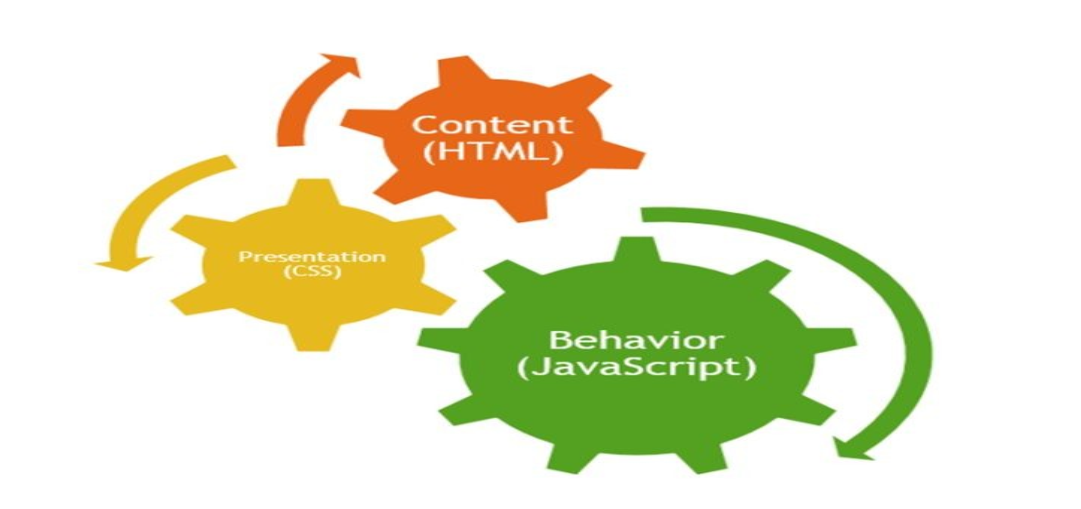 Content
(HTML)
Presentation
(CSS)
Behavior
(JavaScript)